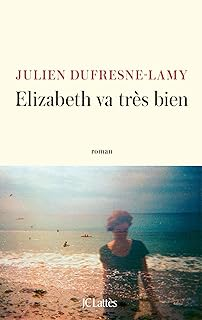 JULIEN DUFRESNE-LAMY
Elizabeth va très bien
roman
JC Lattès